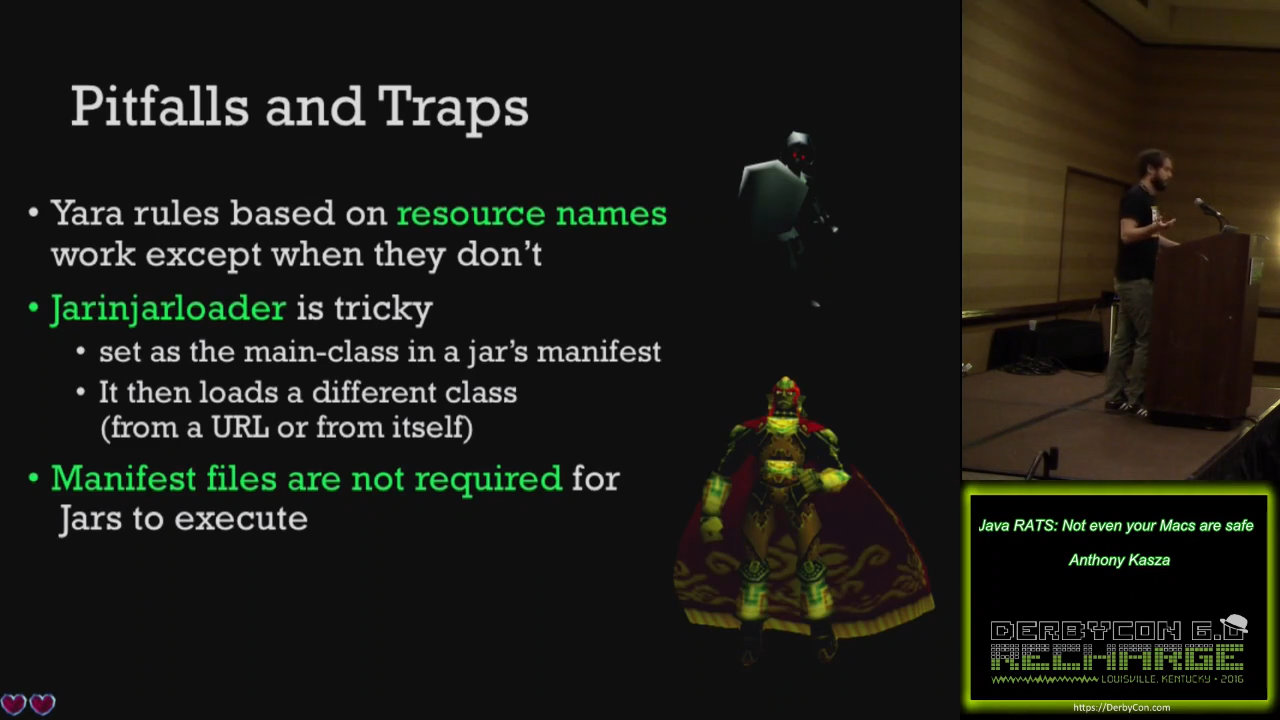 Pitfalls and Traps
• Yara rules based on resource names
work except when they don't
• Jarinjarloader is tricky
• set as the main-class in a jar's manifest
• It then loads a different class
(from a URL or from itself)
• Manifest files are not required for
Jars to execute
Java RATS: Not even your Macs are safe
Anthony Kasza
DERBYCON 6.0
RECHARGE
LOUISVILLE, KENTUCKY • 2016
https://DerbyCon.com